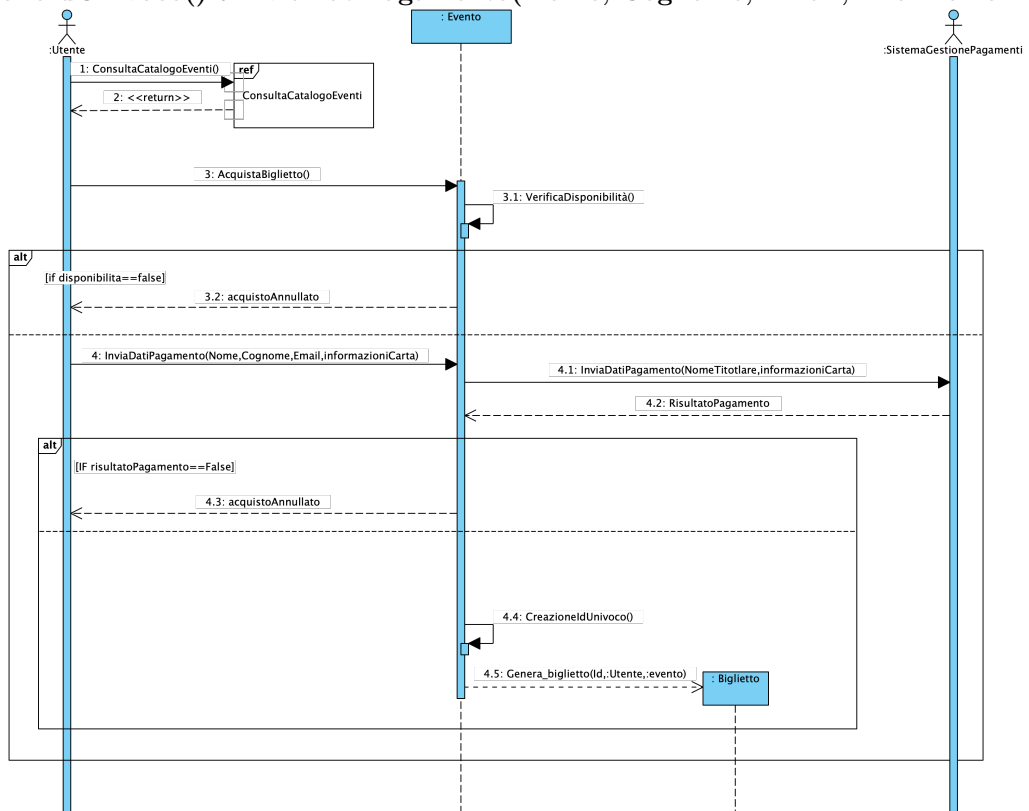 : Evento
:Utente
:SistemaGestionePagamenti
1: ConsultaCatalogoEventi()
ref
2: <<return>>
ConsultaCatalogoEventi
3: AcquistaBiglietto()
3.1: VerificaDisponibilità()
alt
[if disponibilita==false]
3.2: acquistoAnnullato
4: InviaDatiPagamento(Nome,Cognome,Email,informazioniCarta)
4.1: InviaDatiPagamento(NomeTitotlare,informazioniCarta)
4.2: RisultatoPagamento
alt
[IF risultatoPagamento==False]
4.3: acquistoAnnullato
4.4: CreazioneIdUnivoco()
4.5: Genera_biglietto(Id,:Utente,:evento)
: Biglietto